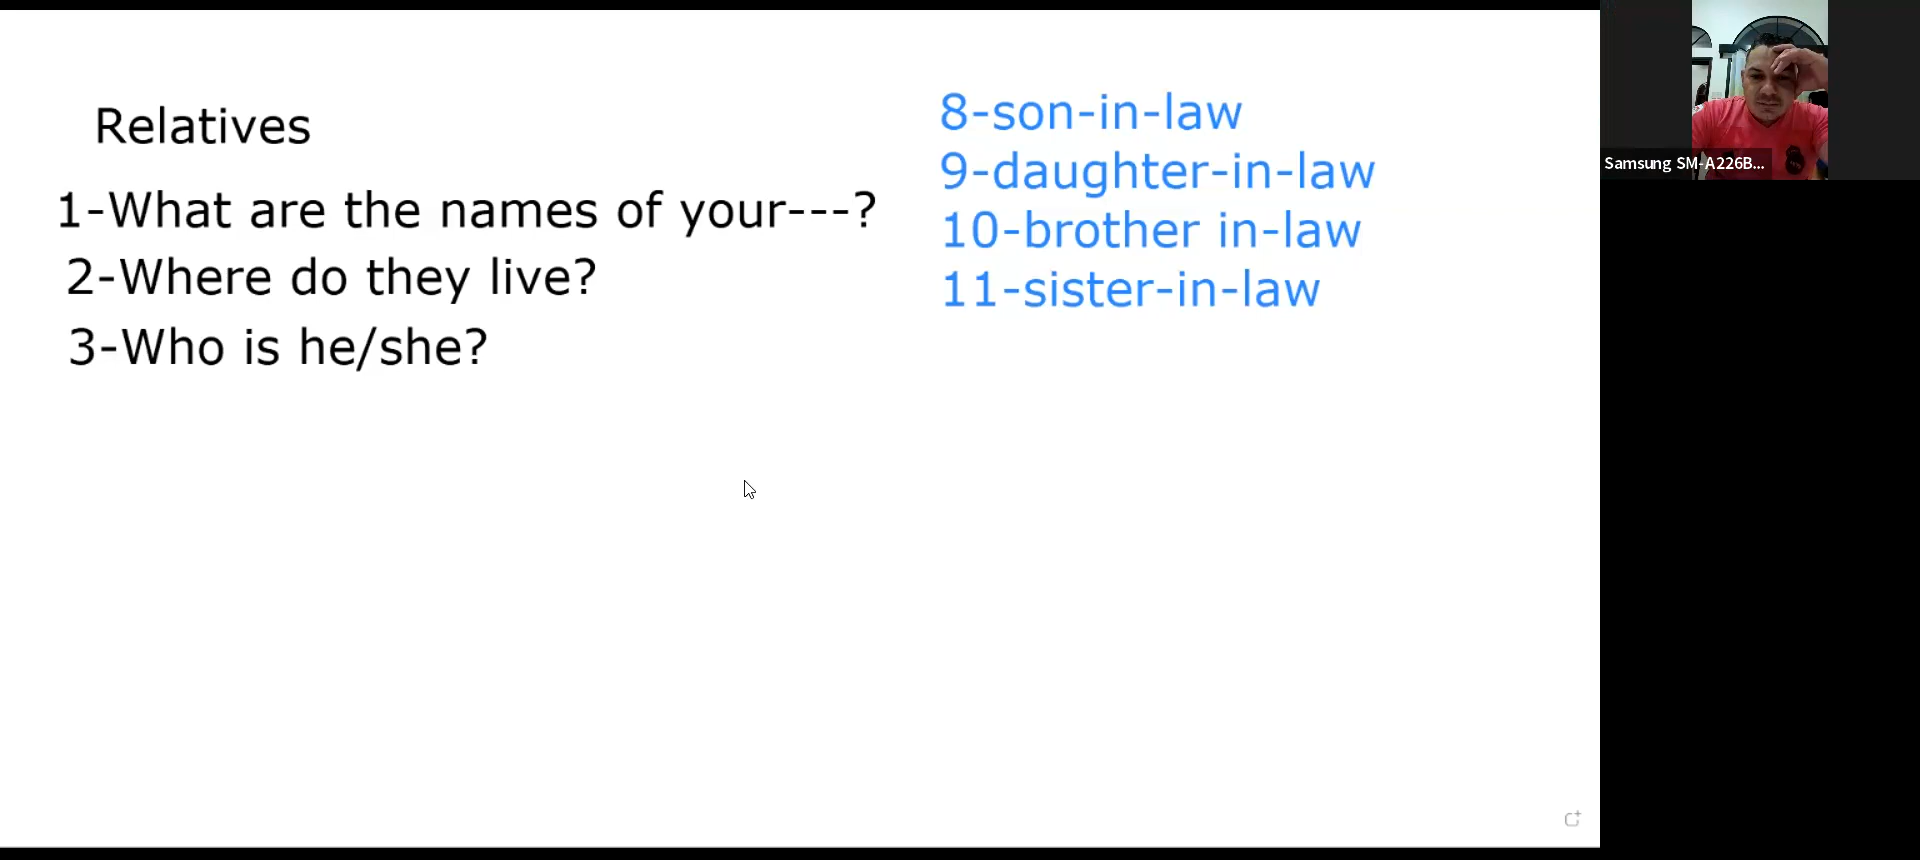 Relatives
1-What are the names of your---?
2-Where do they live?
3-Who is he/she?
8-son-in-law
9-daughter-in-law
10-brother in-law
11-sister-in-law
Samsung SM-A226B...